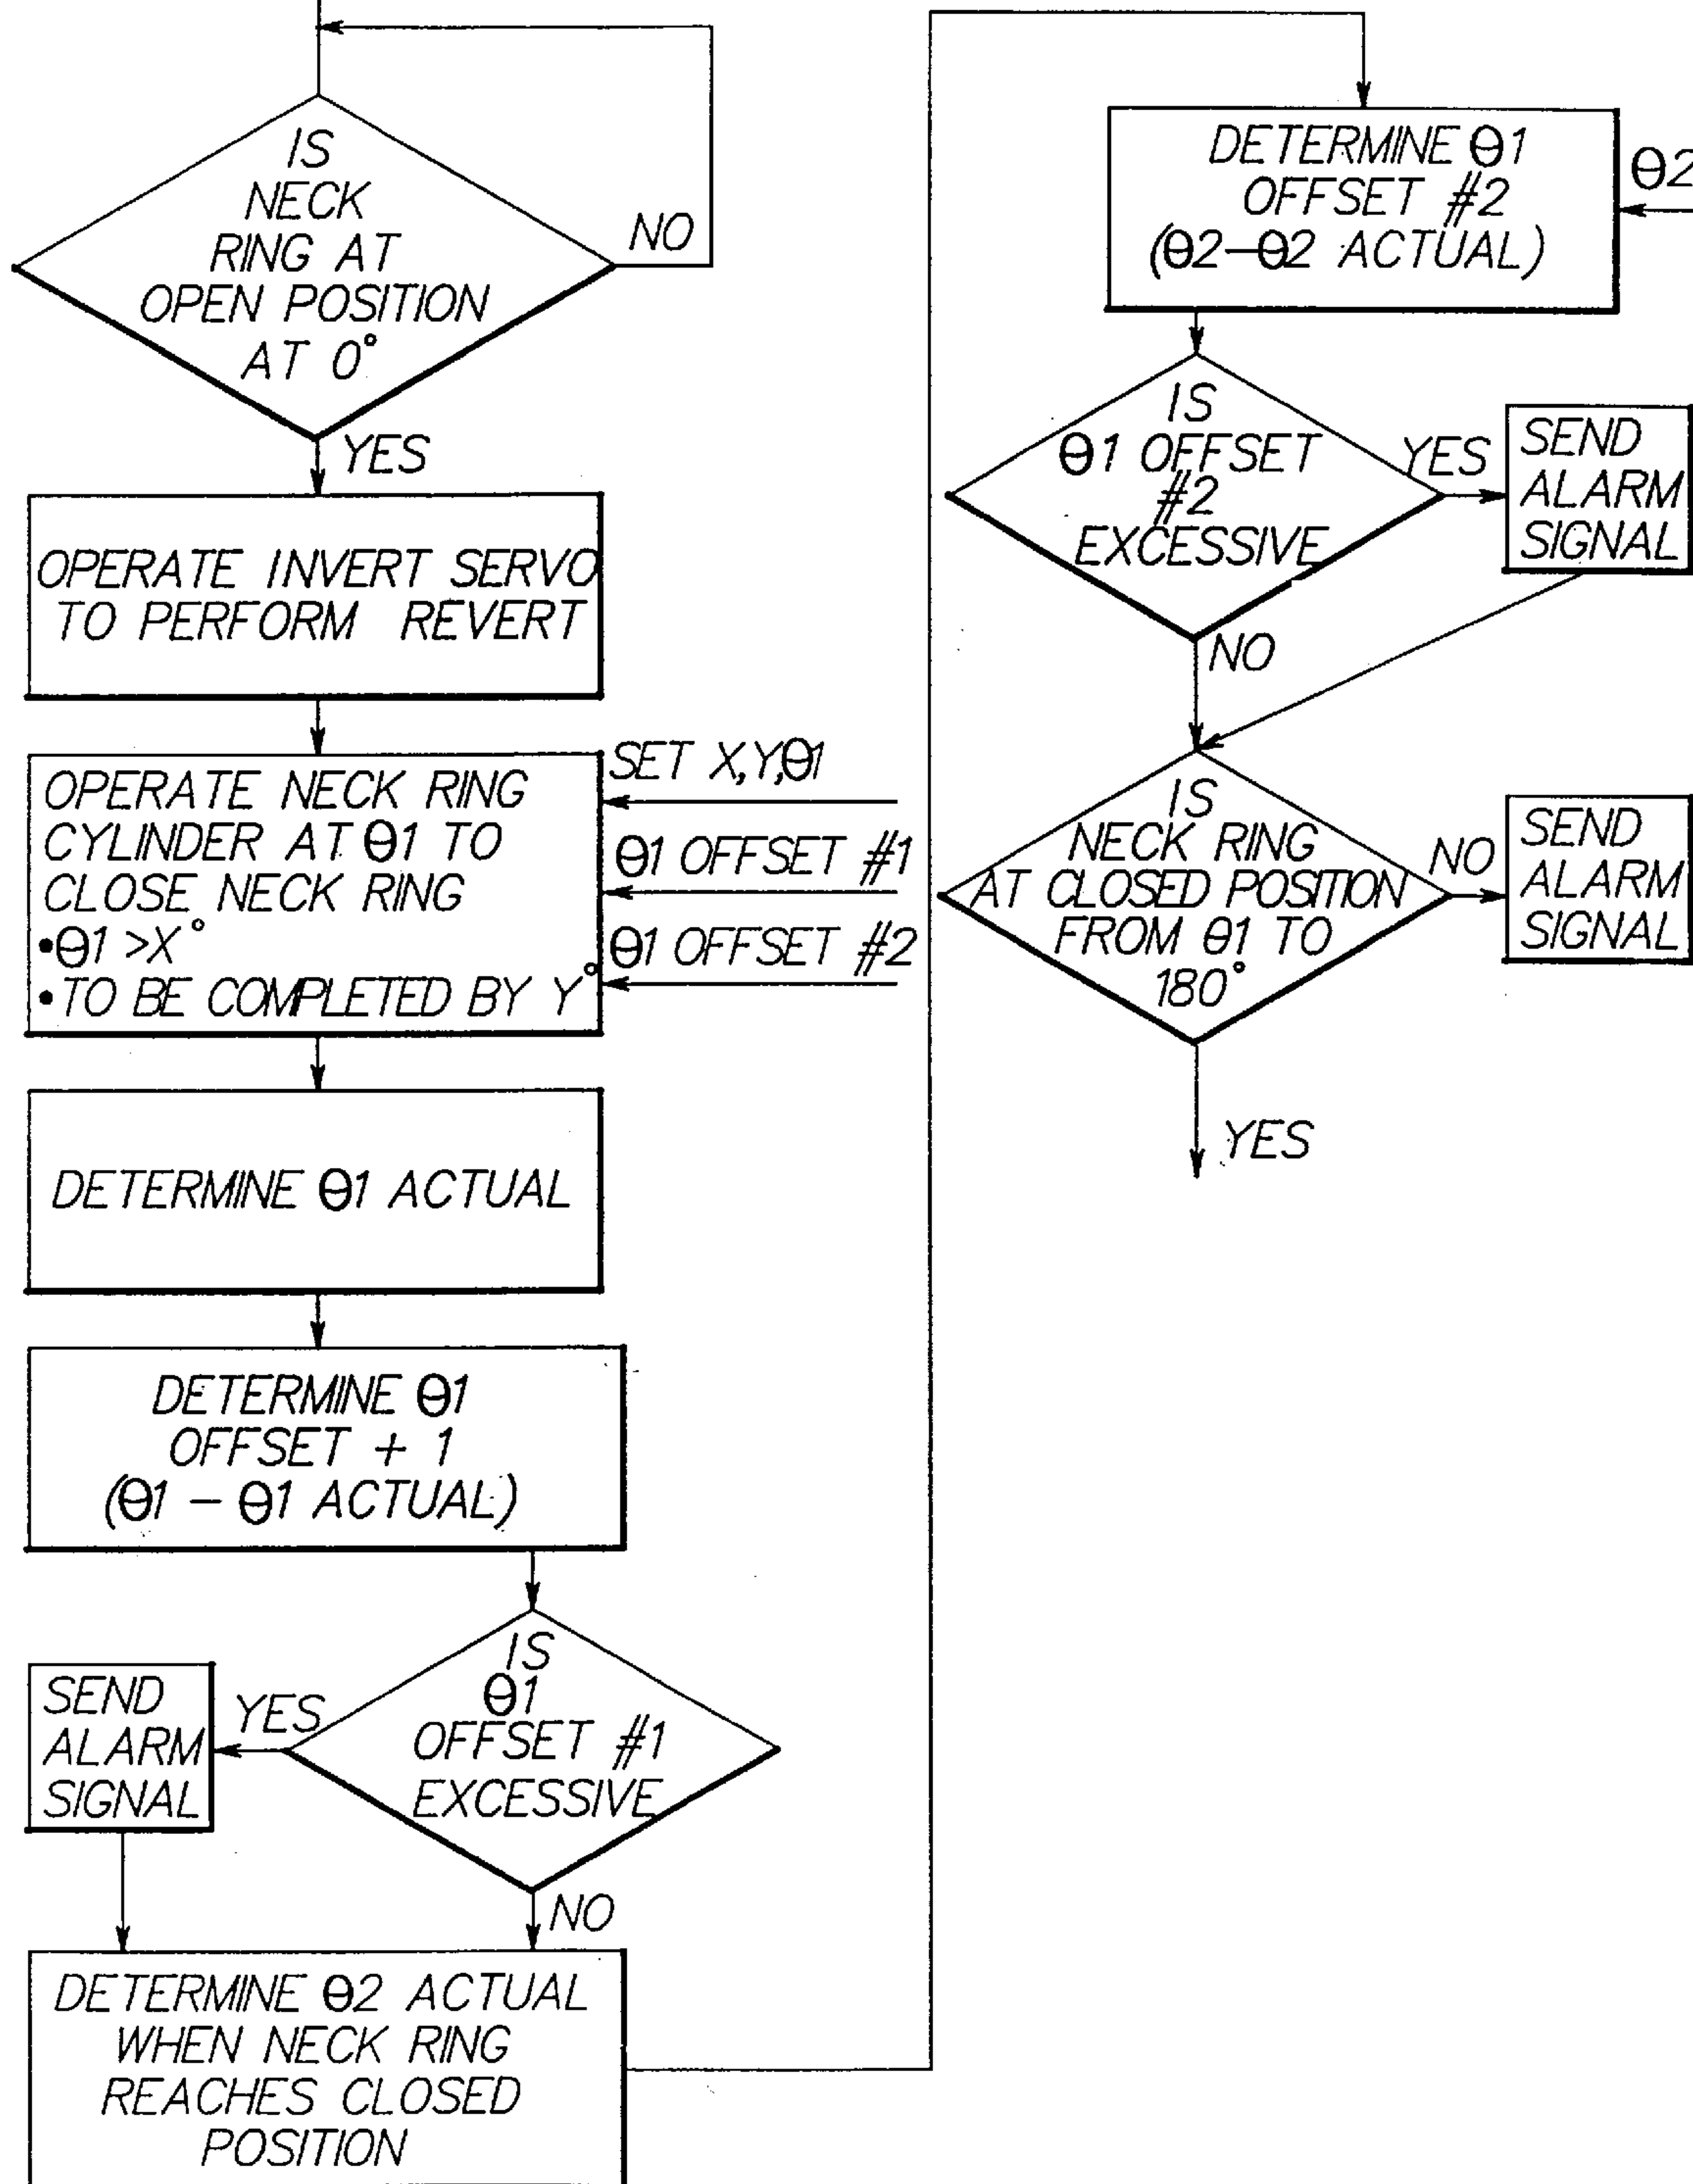 IS
NECK
RING AT
OPEN POSITION
AT 0°
NO
YES
OPERATE INVERT SERVO
TO PERFORM REVERT
OPERATE NECK RING
CYLINDER AT Θ1 TO
CLOSE NECK RING
•Θ1 >X°
•TO BE COMPLETED BY Y°
SET X,Y,Θ1
Θ1 OFFSET #1
Θ1 OFFSET #2
DETERMINE Θ1 ACTUAL
DETERMINE Θ1
OFFSET + 1
(Θ1 – Θ1 ACTUAL)
IS
Θ1
OFFSET #1
EXCESSIVE
YES
SEND
ALARM
SIGNAL
NO
DETERMINE Θ2 ACTUAL
WHEN NECK RING
REACHES CLOSED
POSITION
DETERMINE Θ1
OFFSET #2
(Θ2–Θ2 ACTUAL)
Θ2
IS
Θ1 OFFSET
#2
EXCESSIVE
YES
SEND
ALARM
SIGNAL
NO
IS
NECK RING
AT CLOSED POSITION
FROM Θ1 TO
180°
NO
SEND
ALARM
SIGNAL
YES